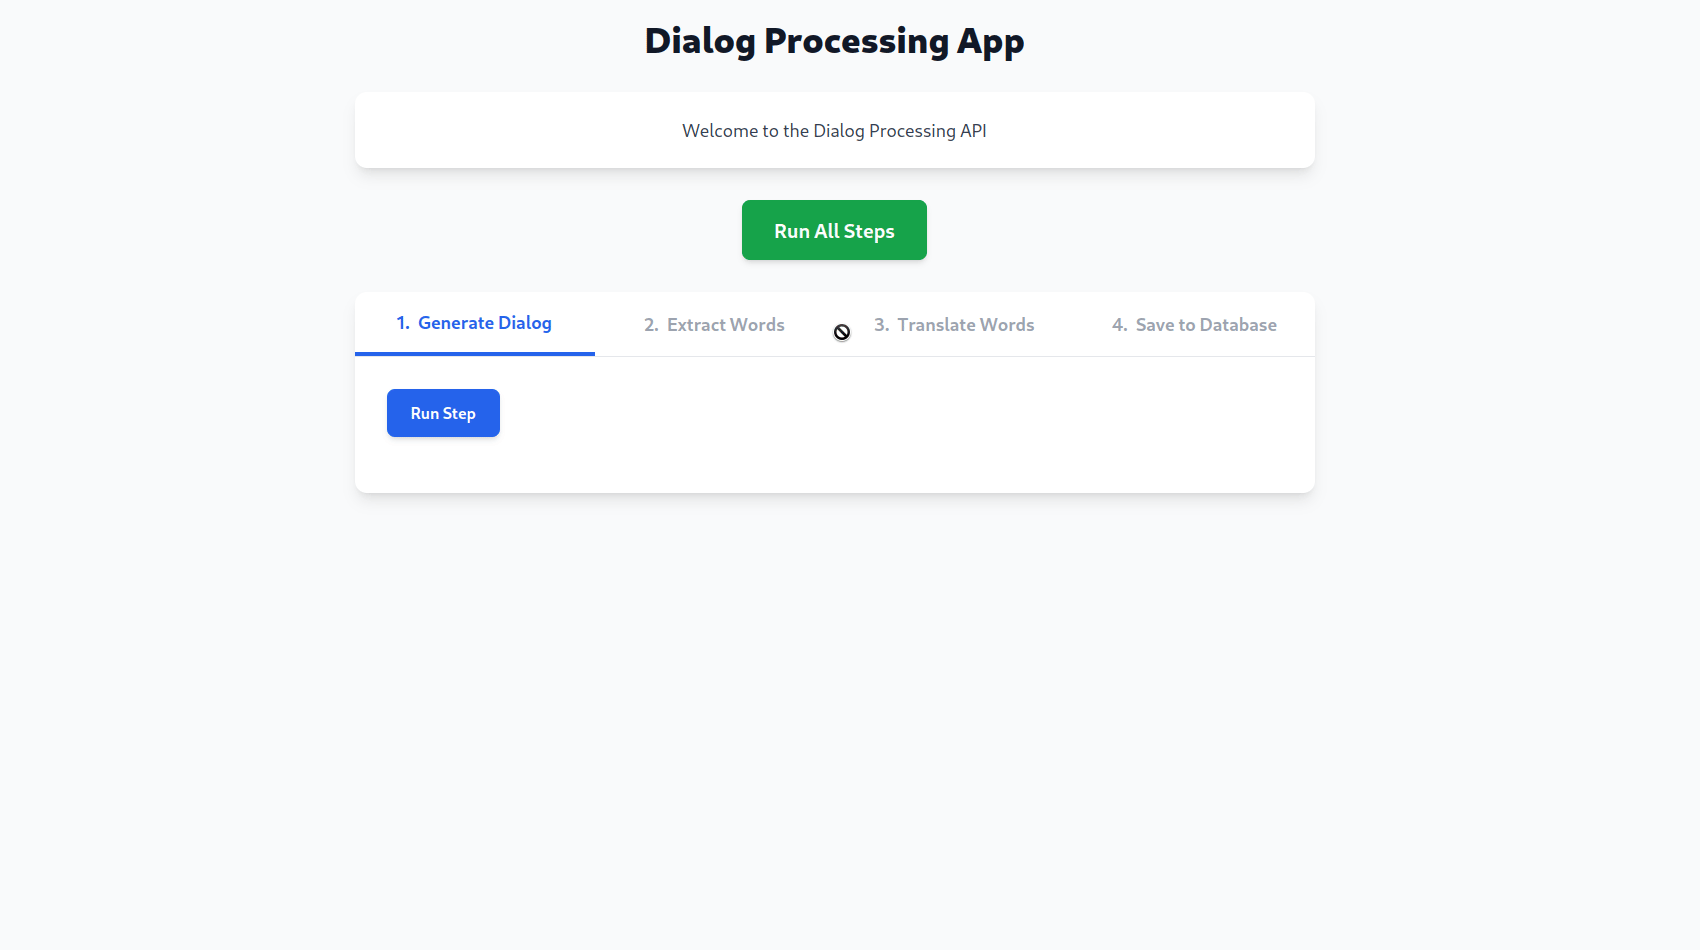 Dialog Processing App
Welcome to the Dialog Processing API
Run All Steps
1. Generate Dialog
2. Extract Words
3. Translate Words
4. Save to Database
Run Step